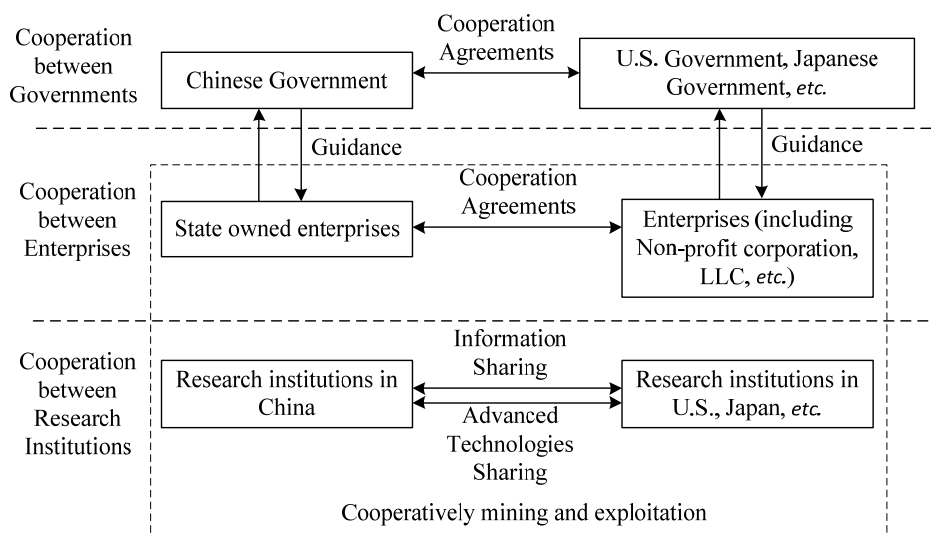 Cooperation
between
Governments
Chinese Government
Cooperation
Agreements
U.S. Government, Japanese
Government, etc.
Guidance
Guidance
Cooperation
between
Enterprises
State owned enterprises
Cooperation
Agreements
Enterprises (including
Non-profit corporation,
LLC, etc.)
Cooperation
between
Research
Institutions
Research institutions in
China
Information
Sharing
Advanced
Technologies
Sharing
Research institutions in
U.S., Japan, etc.
Cooperatively mining and exploitation